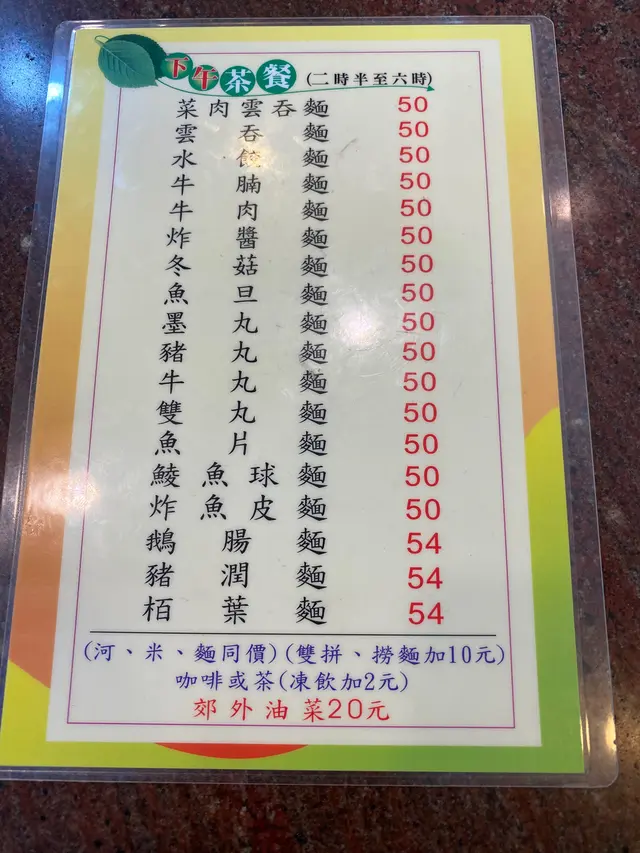 下午茶餐 (二時半至六時)
菜肉雲吞麵 50
雲吞麵 50
水餃麵 50
牛腩麵 50
牛肉麵 50
炸醬麵 50
冬菇麵 50
魚旦麵 50
墨丸麵 50
豬丸麵 50
牛丸麵 50
雙丸麵 50
魚片麵 50
鯪魚球麵 50
炸魚皮麵 50
鵝腸麵 54
豬潤麵 54
栢葉麵 54
(河、米、麵同價)(雙拼、撈麵加10元)
咖啡或茶(凍飲加2元)
郊外油菜20元